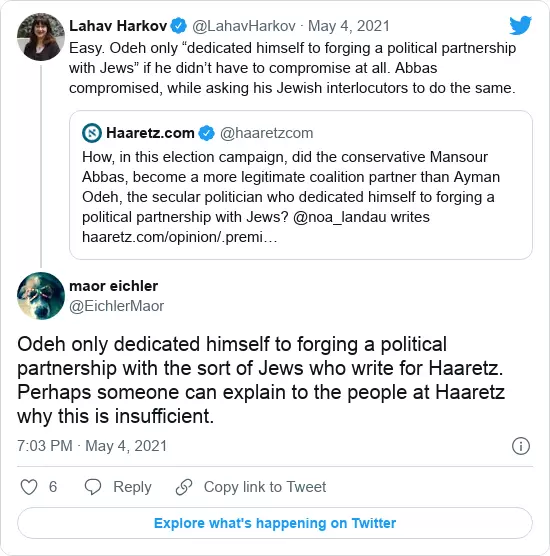 Lahav Harkov @LahavHarkov · May 4, 2021
Easy. Odeh only “dedicated himself to forging a political partnership
with Jews” if he didn’t have to compromise at all. Abbas
compromised, while asking his Jewish interlocutors to do the same.
Haaretz.com @haaretzcom
How, in this election campaign, did the conservative Mansour
Abbas, become a more legitimate coalition partner than Ayman
Odeh, the secular politician who dedicated himself to forging a
political partnership with Jews? @noa_landau writes
haaretz.com/opinion/.premi…
maor eichler
@EichlerMaor
Odeh only dedicated himself to forging a political
partnership with the sort of Jews who write for Haaretz.
Perhaps someone can explain to the people at Haaretz
why this is insufficient.
7:03 PM · May 4, 2021
6 Reply Copy link to Tweet
Explore what's happening on Twitter